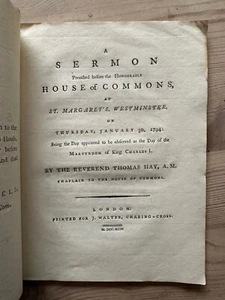 A
SERMON
Preached before the HONOURABLE
HOUSE OF COMMONS,
AT
ST. MARGARET'S, WESTMINSTER,
ON
THURSDAY, JANUARY 30, 1794:
Being the Day appointed to be observed as the Day of the
MARTYRDOM of King CHARLES I.
BY THE REVEREND THOMAS HAY, A.M.
CHAPLAIN TO THE HOUSE OF COMMONS.
LONDON:
PRINTED FOR J. WALTER, CHARING-CROSS.